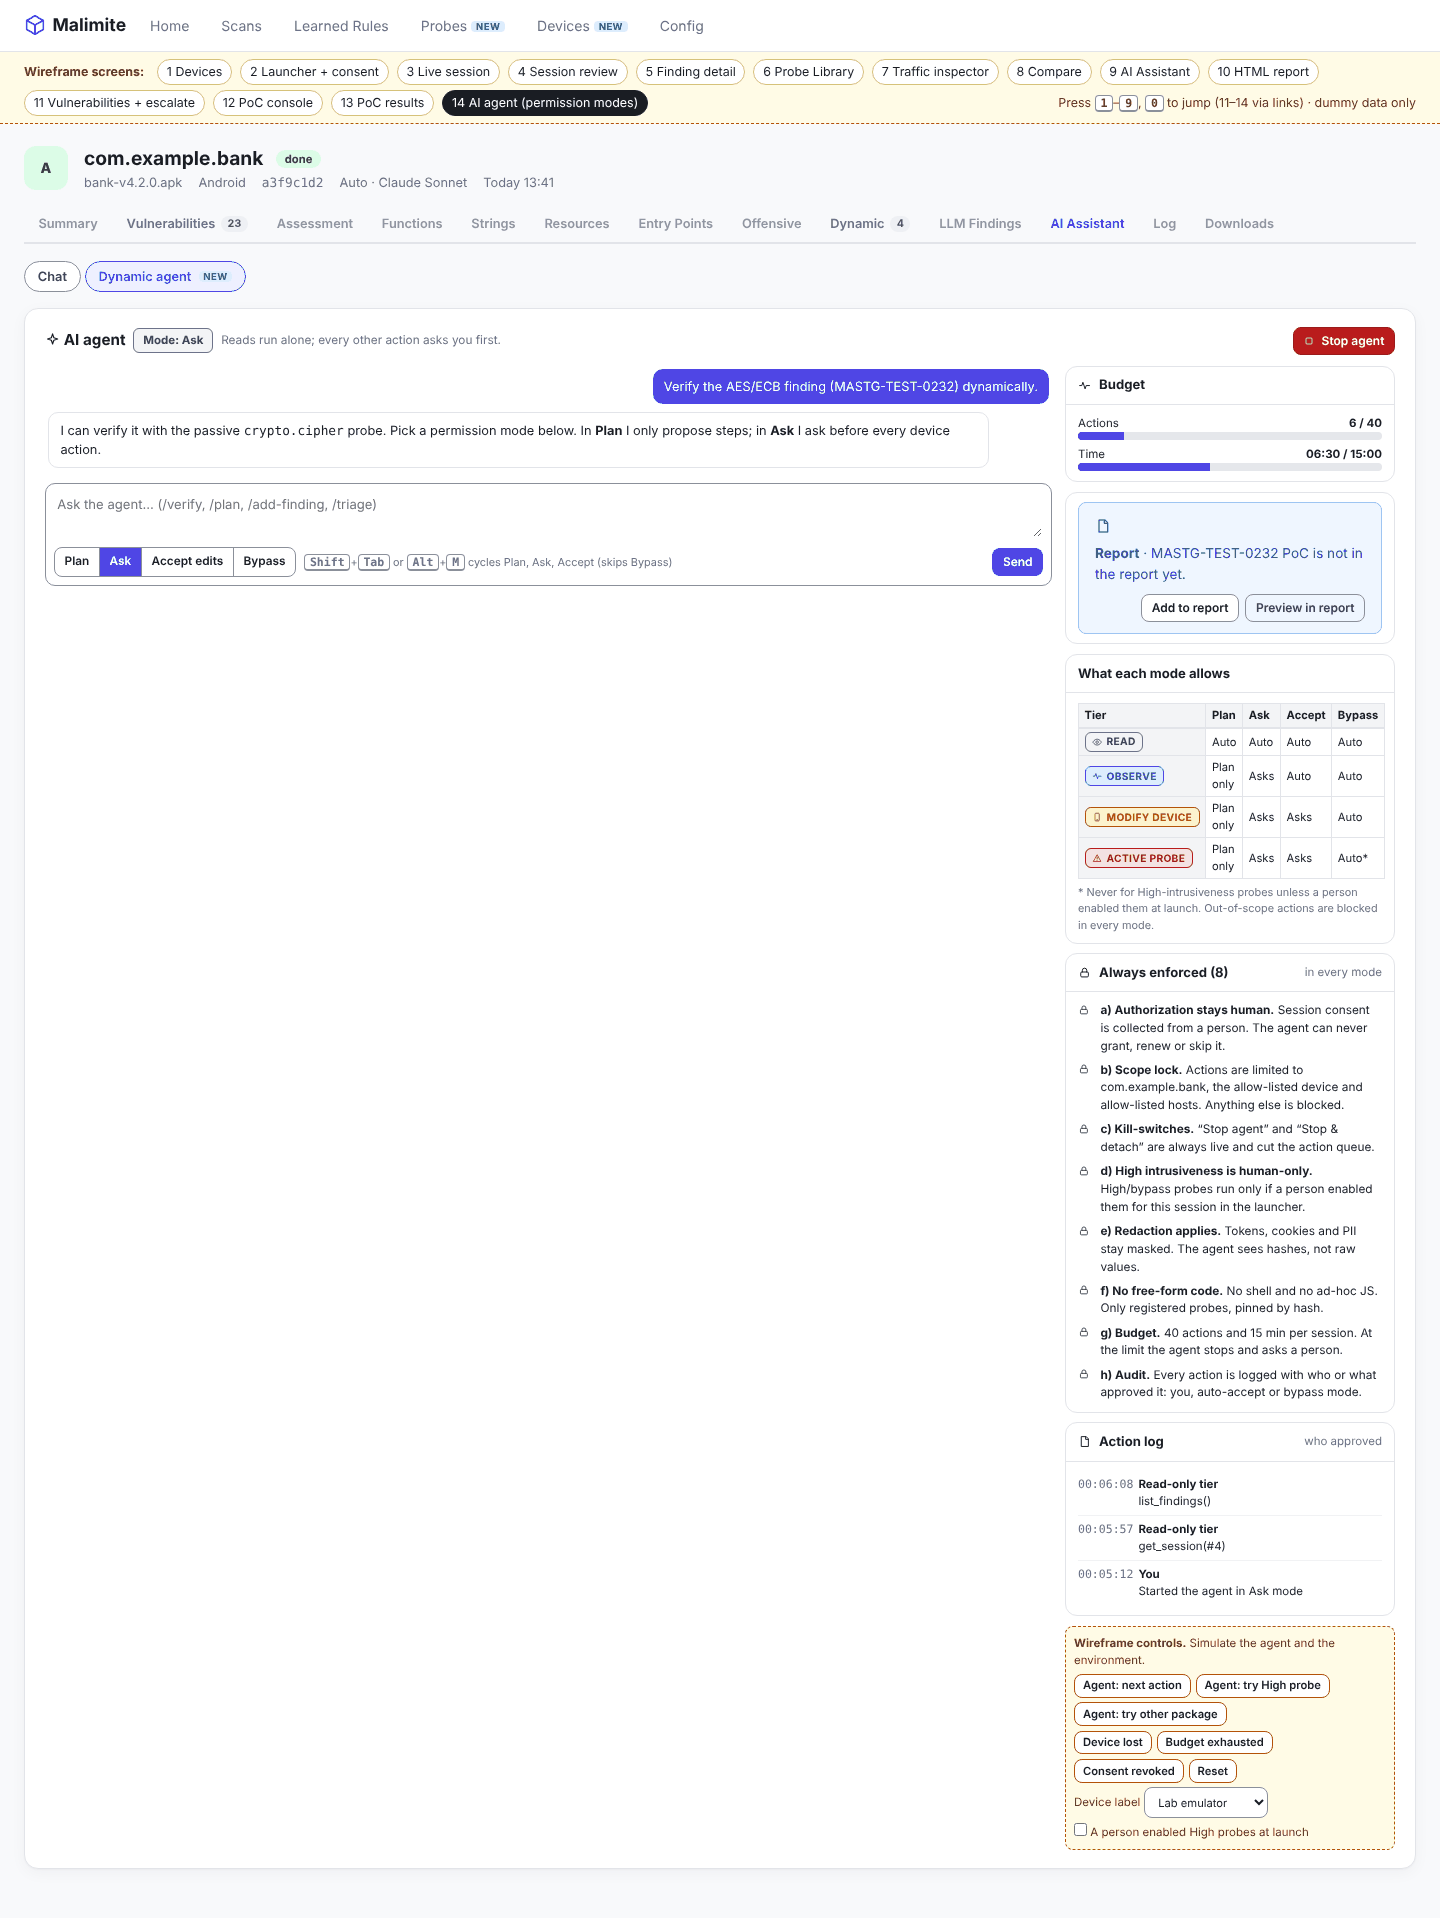 Malimite Home Scans Learned Rules Probes NEW Devices NEW Config
Wireframe screens: 1 Devices 2 Launcher + consent 3 Live session 4 Session review 5 Finding detail 6 Probe Library 7 Traffic inspector 8 Compare 9 AI Assistant 10 HTML report
11 Vulnerabilities + escalate 12 PoC console 13 PoC results 14 AI agent (permission modes) Press 1–9, 0 to jump (11–14 via links) · dummy data only
A
com.example.bank done
bank-v4.2.0.apk Android a3f9c1d2 Auto · Claude Sonnet Today 13:41
Summary Vulnerabilities 23 Assessment Functions Strings Resources Entry Points Offensive Dynamic 4 LLM Findings AI Assistant Log Downloads
Chat Dynamic agent NEW
AI agent Mode: Ask Reads run alone; every other action asks you first. Stop agent
Verify the AES/ECB finding (MASTG-TEST-0232) dynamically.
I can verify it with the passive crypto.cipher probe. Pick a permission mode below. In Plan I only propose steps; in Ask I ask before every device
action.
Ask the agent... (/verify, /plan, /add-finding, /triage)
Plan Ask Accept edits Bypass Shift+Tab or Alt+M cycles Plan, Ask, Accept (skips Bypass) Send
Budget
Actions 6 / 40
Time 06:30 / 15:00
Report · MASTG-TEST-0232 PoC is not in
the report yet.
Add to report Preview in report
What each mode allows
Tier Plan Ask Accept Bypass
READ Auto Auto Auto Auto
OBSERVE Plan only Asks Auto Auto
MODIFY DEVICE Plan only Asks Asks Auto
ACTIVE PROBE Plan only Asks Asks Auto*
* Never for High-intrusiveness probes unless a person
enabled them at launch. Out-of-scope actions are blocked
in every mode.
Always enforced (8) in every mode
a) Authorization stays human. Session consent
is collected from a person. The agent can never
grant, renew or skip it.
b) Scope lock. Actions are limited to
com.example.bank, the allow-listed device and
allow-listed hosts. Anything else is blocked.
c) Kill-switches. “Stop agent” and “Stop &
detach” are always live and cut the action queue.
d) High intrusiveness is human-only.
High/bypass probes run only if a person enabled
them for this session in the launcher.
e) Redaction applies. Tokens, cookies and PII
stay masked. The agent sees hashes, not raw
values.
f) No free-form code. No shell and no ad-hoc JS.
Only registered probes, pinned by hash.
g) Budget. 40 actions and 15 min per session. At
the limit the agent stops and asks a person.
h) Audit. Every action is logged with who or what
approved it: you, auto-accept or bypass mode.
Action log who approved
00:06:08 Read-only tier
list_findings()
00:05:57 Read-only tier
get_session(#4)
00:05:12 You
Started the agent in Ask mode
Wireframe controls. Simulate the agent and the
environment.
Agent: next action Agent: try High probe
Agent: try other package
Device lost Budget exhausted
Consent revoked Reset
Device label Lab emulator
A person enabled High probes at launch